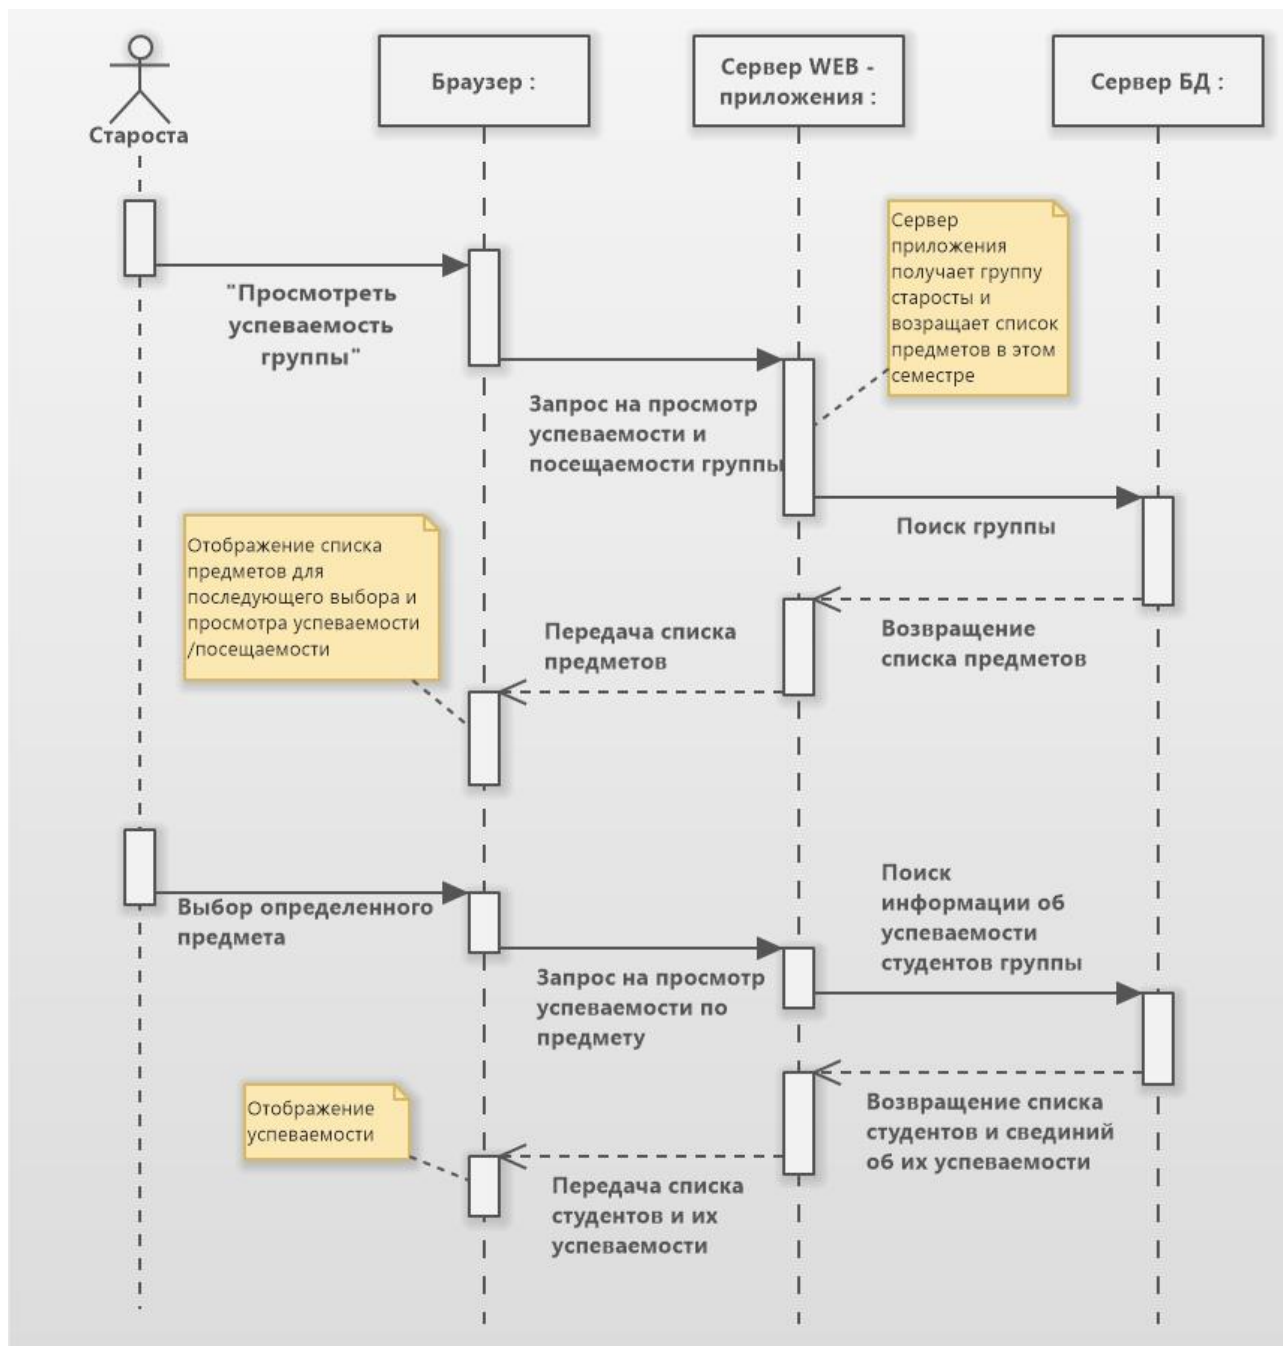 Староста
Браузер :
Сервер WEB -
приложения :
Сервер БД :
Сервер
приложения
получает группу
старосты и
возращает список
предметов в этом
семестре
"Просмотреть
успеваемость
группы"
Запрос на просмотр
успеваемости и
посещаемости группы
Поиск группы
Отображение списка
предметов для
последующего выбора и
просмотра успеваемости
/посещаемости
Возвращение
списка предметов
Передача списка
предметов
Выбор определенного
предмета
Поиск
информации об
успеваемости
студентов группы
Запрос на просмотр
успеваемости по
предмету
Возвращение списка
студентов и свединий
об их успеваемости
Отображение
успеваемости
Передача списка
студентов и их
успеваемости